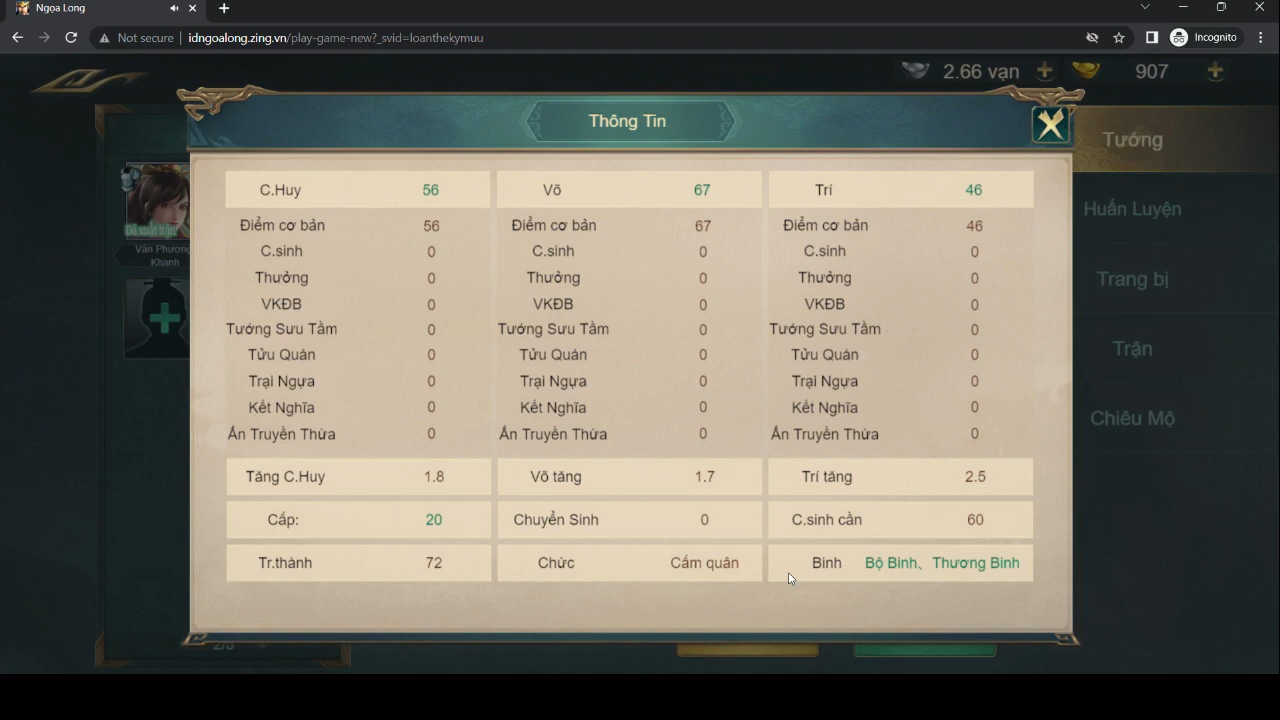 Ngọa Long
Not secure | idngoalong.zing.vn/play-game-new?_svid=loanthekymuu
Incognito
2.66 vạn
907
Thông Tin
Tướng
Huấn Luyện
Trang bị
Trận
Chiêu Mộ
Đã xuất trận
Văn Phương
Khanh
C.Huy 56 Võ 67 Trí 46
Điểm cơ bản 56 Điểm cơ bản 67 Điểm cơ bản 46
C.sinh 0 C.sinh 0 C.sinh 0
Thưởng 0 Thưởng 0 Thưởng 0
VKĐB 0 VKĐB 0 VKĐB 0
Tướng Sưu Tầm 0 Tướng Sưu Tầm 0 Tướng Sưu Tầm 0
Tửu Quán 0 Tửu Quán 0 Tửu Quán 0
Trại Ngựa 0 Trại Ngựa 0 Trại Ngựa 0
Kết Nghĩa 0 Kết Nghĩa 0 Kết Nghĩa 0
Ấn Truyền Thừa 0 Ấn Truyền Thừa 0 Ấn Truyền Thừa 0
Tăng C.Huy 1.8 Võ tăng 1.7 Trí tăng 2.5
Cấp: 20 Chuyển Sinh 0 C.sinh cần 60
Tr.thành 72 Chức Cấm quân Binh Bộ Binh、Thương Binh